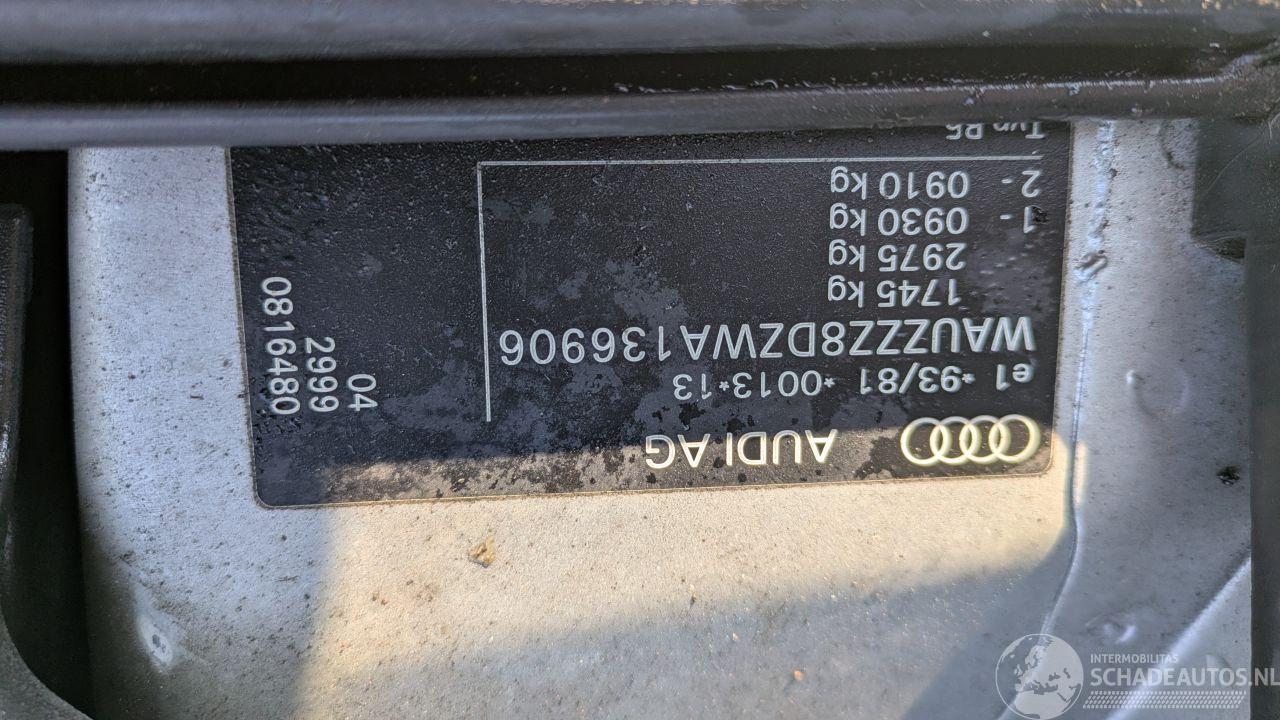 AUDI AG
e1 *93/81 *0013*13
WAUZZZ8DZWA136906
1745 kg
2975 kg
1- 0930 kg
2- 0910 kg
Typ B5
04
2999
0816480
INTERMOBILITAS
SCHADEAUTOS.NL